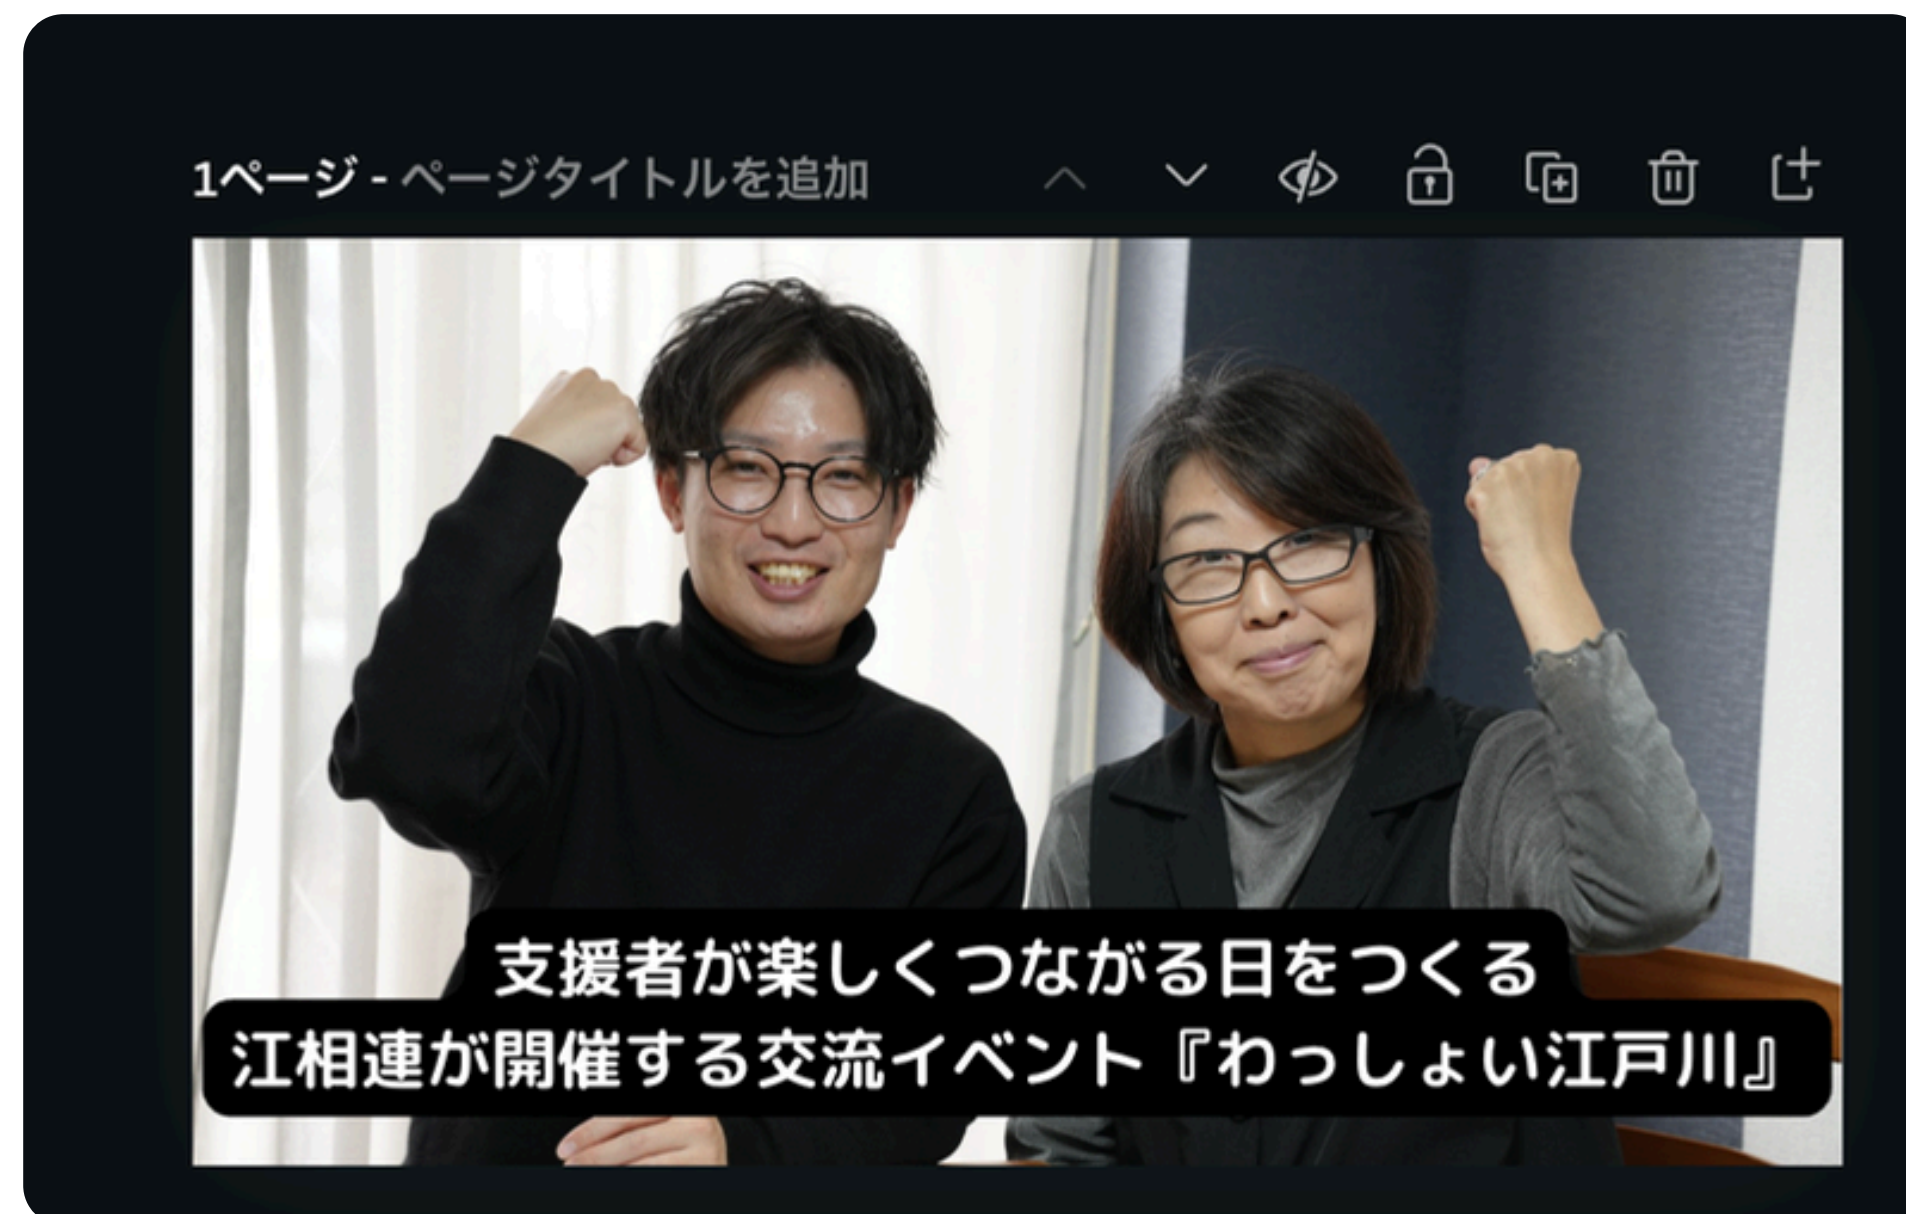 1ページ - ページタイトルを追加
支援者が楽しくつながる日をつくる
江相連が開催する交流イベント『わっしょい江戸川』